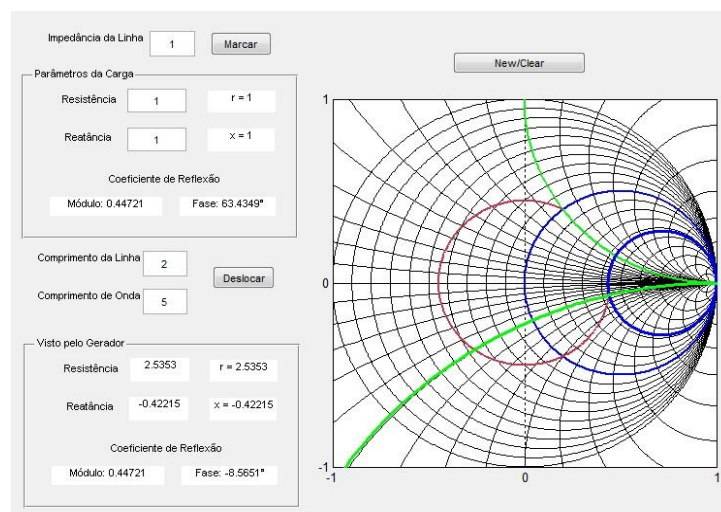 Impedância da Linha
1
Marcar
New/Clear
Parâmetros da Carga
Resistência
1
r = 1
Reatância
1
x = 1
Coeficiente de Reflexão
Módulo: 0.44721
Fase: 63.4349º
Comprimento da Linha
2
Deslocar
Comprimento de Onda
5
Visto pelo Gerador
Resistência
2.5353
r = 2.5353
Reatância
-0.42215
x = -0.42215
Coeficiente de Reflexão
Módulo: 0.44721
Fase: -8.5651º
1
0
-1
-1
0
1